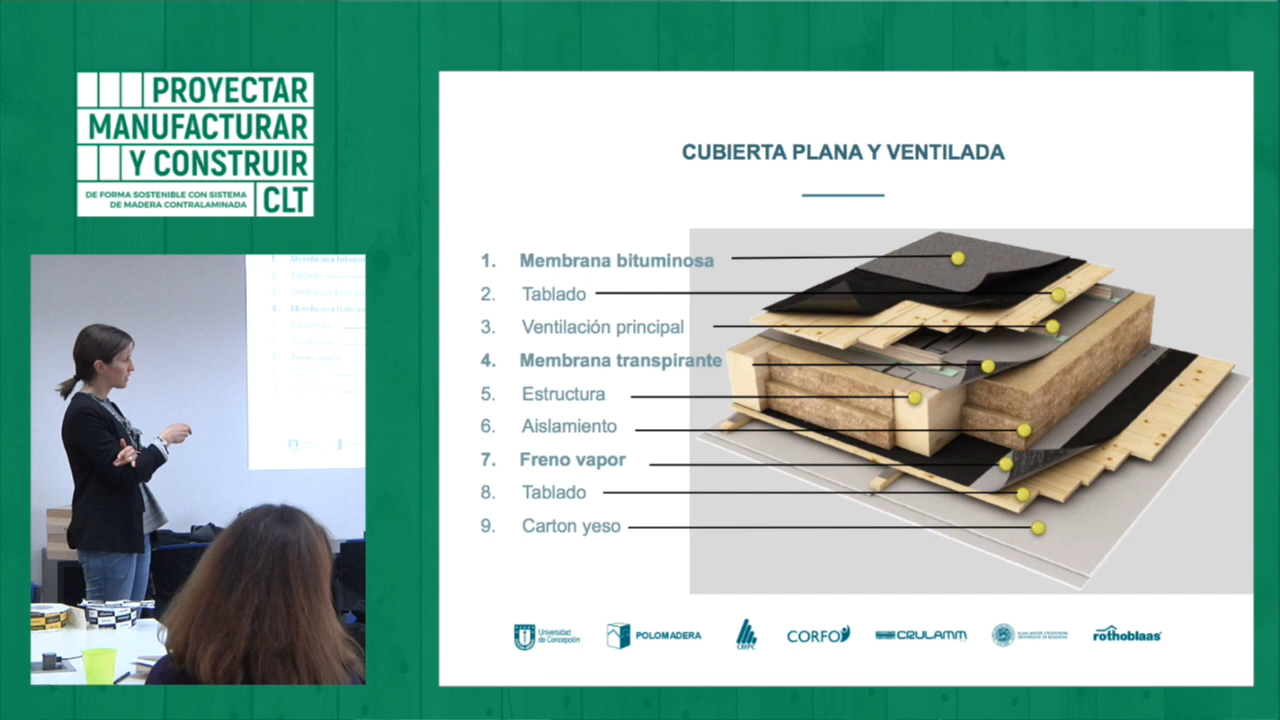 PROYECTAR
MANUFACTURAR
Y CONSTRUIR
DE FORMA SOSTENIBLE CON SISTEMA
DE MADERA CONTRALAMINADA
CLT
CUBIERTA PLANA Y VENTILADA
1. Membrana bituminosa
2. Tablado
3. Ventilación principal
4. Membrana transpirante
5. Estructura
6. Aislamiento
7. Freno vapor
8. Tablado
9. Carton yeso
Universidad
de Concepción
POLOMADERA
CMPC
CORFO
CRULAMM
rothoblaas